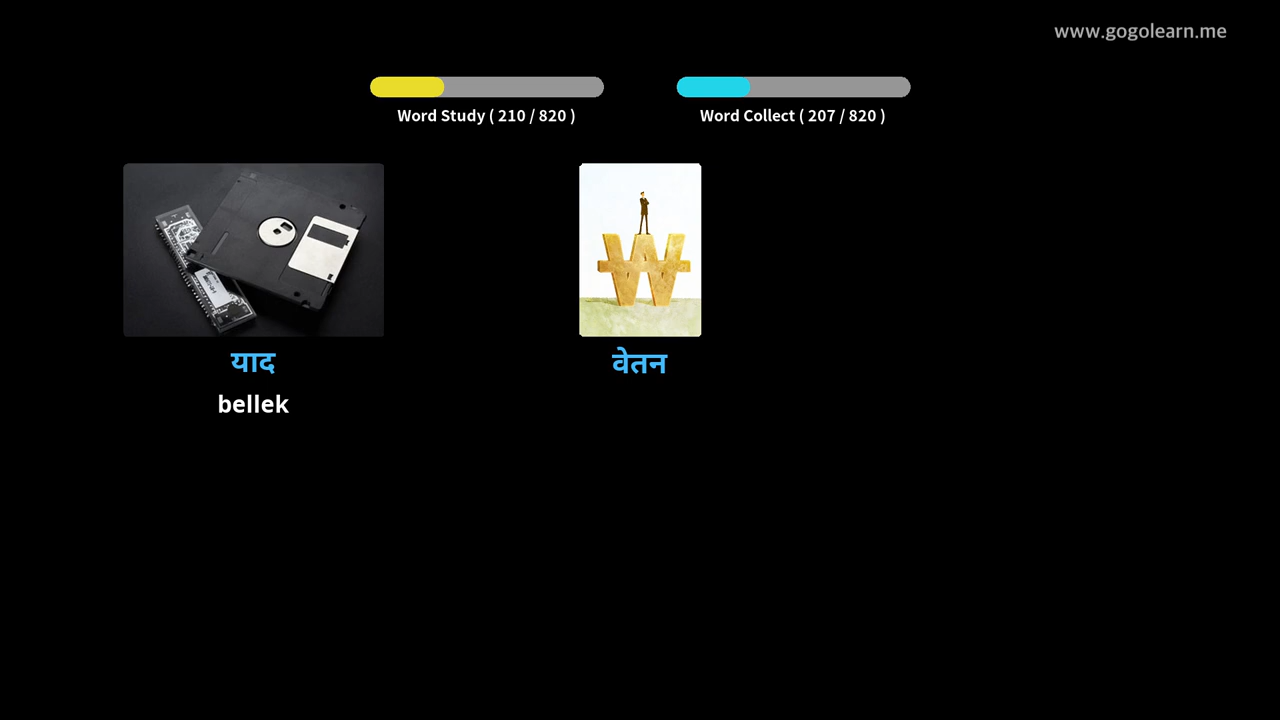 www.gogolearn.me
Word Study ( 210 / 820 )
Word Collect ( 207 / 820 )
याद
वेतन
bellek